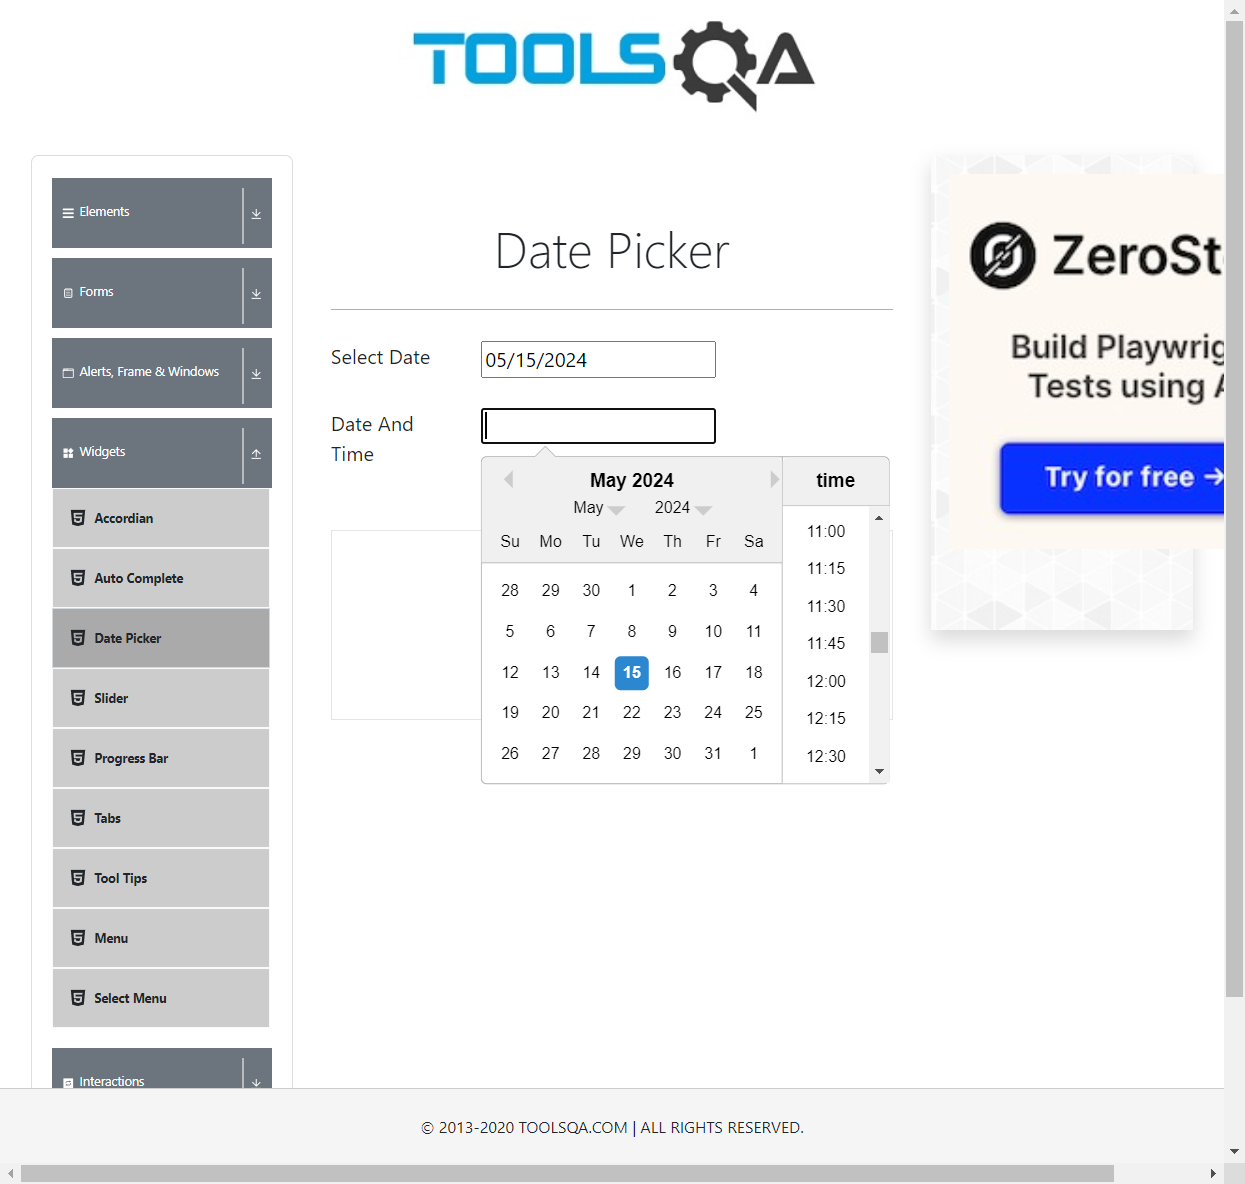 TOOLSQA
Elements
Forms
Alerts, Frame & Windows
Widgets
Accordian
Auto Complete
Date Picker
Slider
Progress Bar
Tabs
Tool Tips
Menu
Select Menu
Interactions
Date Picker
Select Date
05/15/2024
Date And
Time
May 2024
May 2024
Su Mo Tu We Th Fr Sa
28 29 30 1 2 3 4
5 6 7 8 9 10 11
12 13 14 15 16 17 18
19 20 21 22 23 24 25
26 27 28 29 30 31 1
time
11:00
11:15
11:30
11:45
12:00
12:15
12:30
ZeroSt
Build Playwrig
Tests using A
Try for free →
© 2013-2020 TOOLSQA.COM | ALL RIGHTS RESERVED.